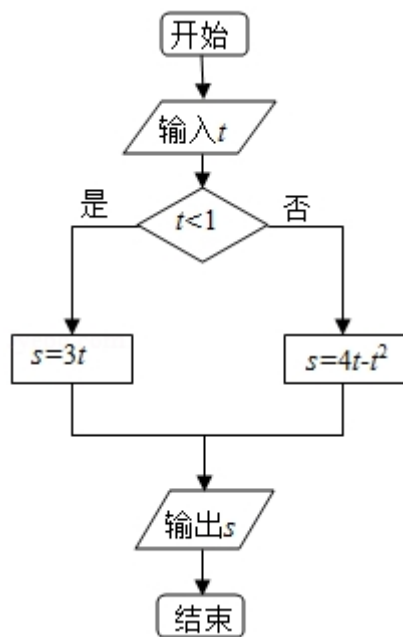 开始
输入t
t<1
是
否
s=3t
s=4t-t²
输出s
结束